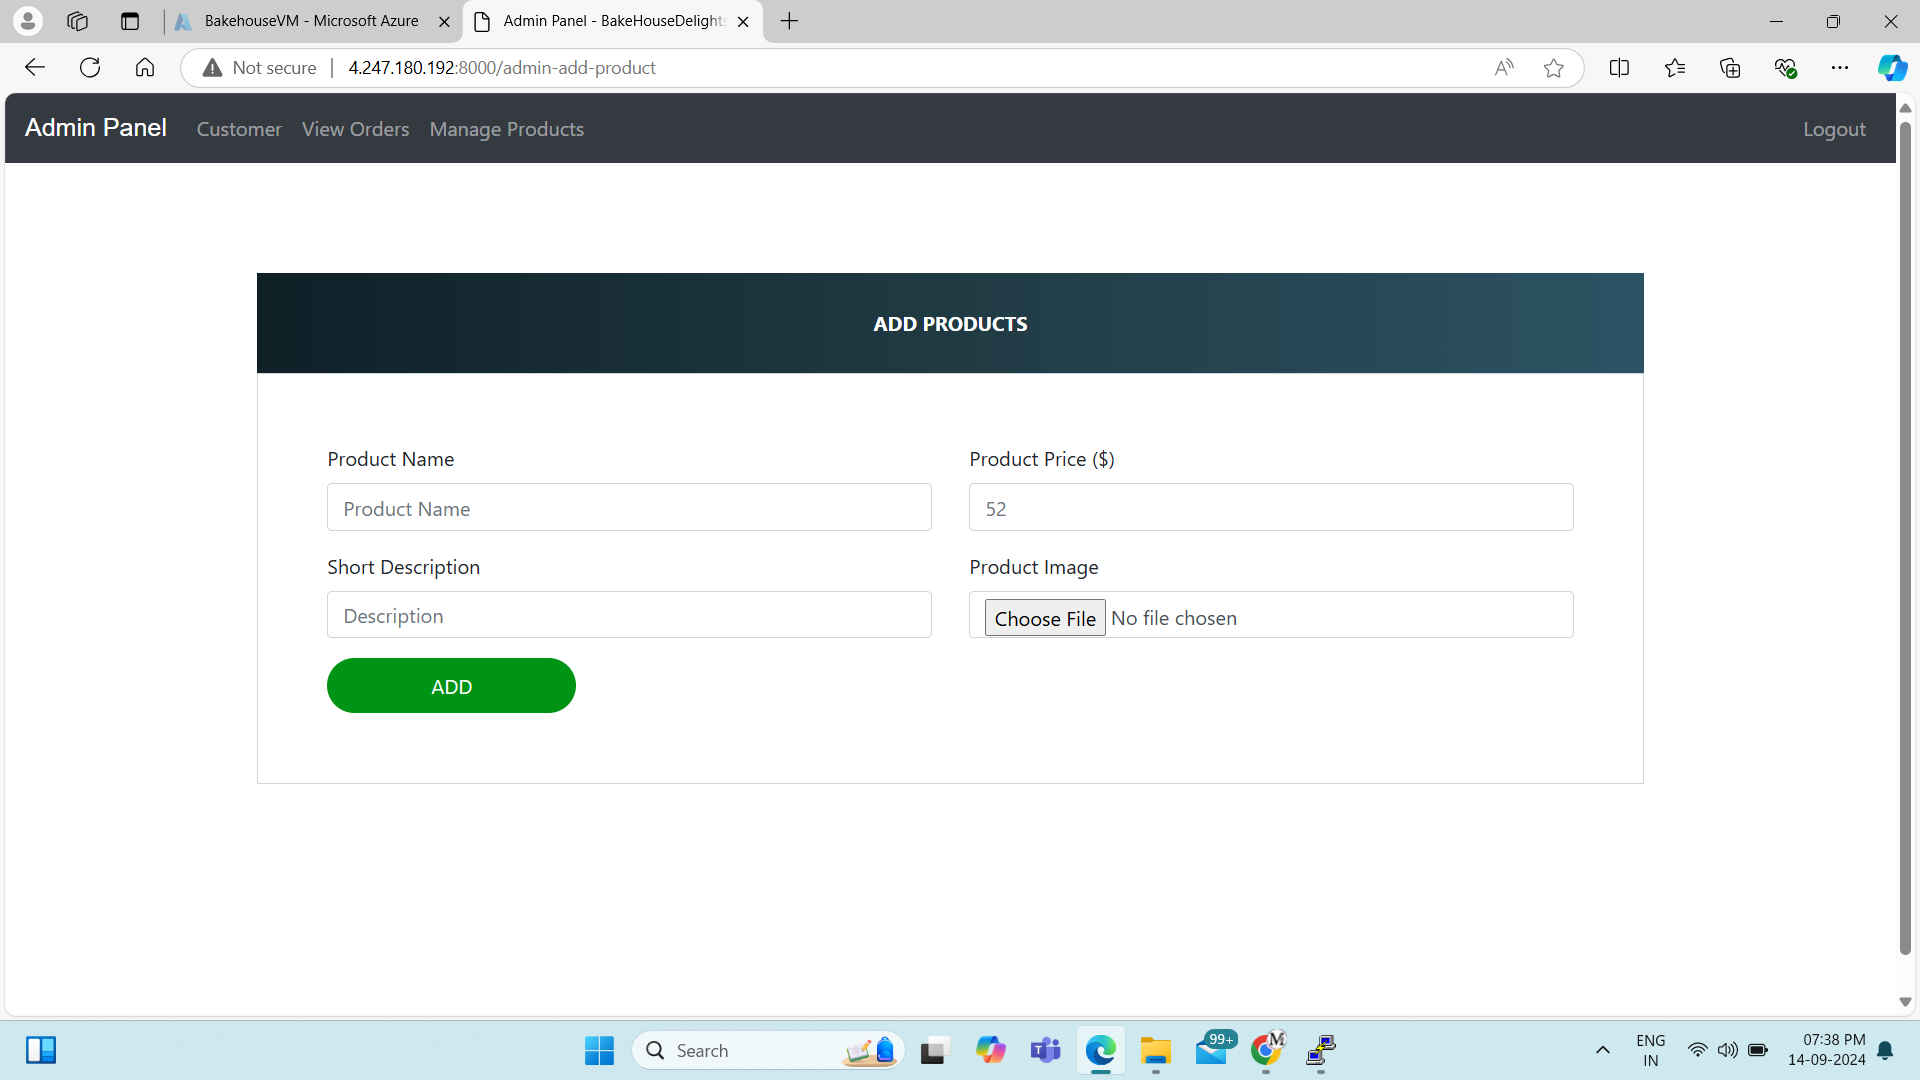 BakehouseVM - Microsoft Azure
Admin Panel - BakeHouseDelights
Not secure
4.247.180.192:8000/admin-add-product
Admin Panel
Customer
View Orders
Manage Products
Logout
ADD PRODUCTS
Product Name
Product Price ($)
Product Name
52
Short Description
Product Image
Description
Choose File
No file chosen
ADD
Search
99+
M
ENG
IN
07:38 PM
14-09-2024